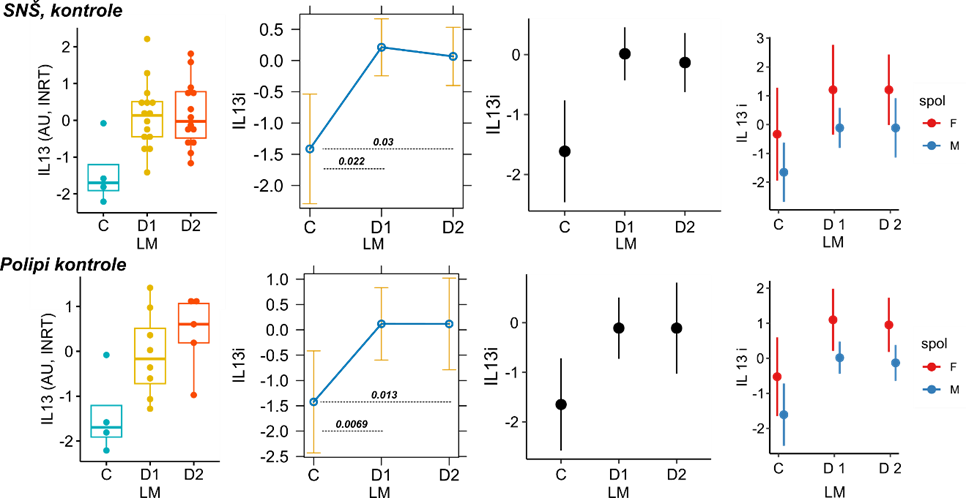 SNŠ, kontrole
IL13 (AU, INRT)
2
1
0
-1
-2
C D1 D2
LM
IL13i
0.5
0.0
-0.5
-1.0
-1.5
-2.0
0.03
0.022
C D1 D2
LM
IL13i
0
-1
-2
C D1 D2
LM
IL 13 i
3
2
1
0
-1
-2
C D 1 D 2
LM
spol
F
M
Polipi kontrole
IL13 (AU, INRT)
1
0
-1
-2
C D1 D2
LM
IL13i
1.0
0.5
0.0
-0.5
-1.0
-1.5
-2.0
-2.5
0.013
0.0069
C D1 D2
LM
IL13i
0
-1
-2
C D1 D2
LM
IL 13 i
2
1
0
-1
-2
C D 1 D 2
LM
spol
F
M